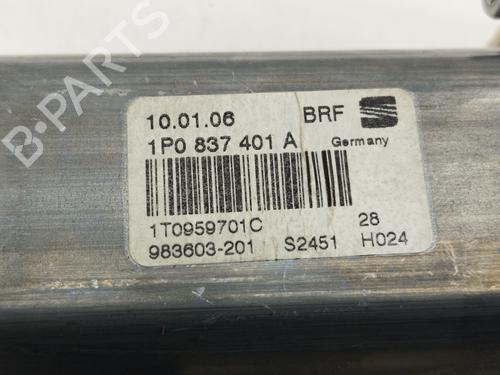 10.01.06 BRF
1P0 837 401 A Germany
1T0959701C 28
983603-201 S2451 H024
B-PARTS